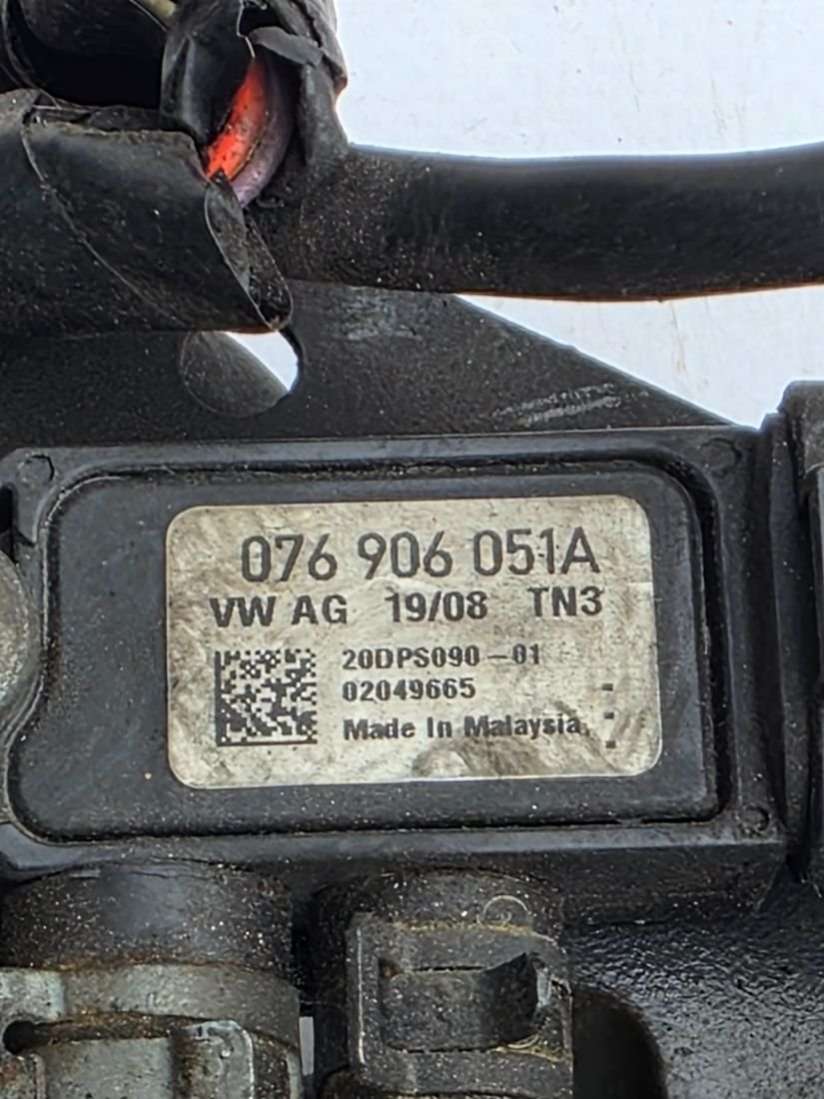 076 906 051A
VW AG 19/08 TN3
20DPS090-01
02049665
Made In Malaysia